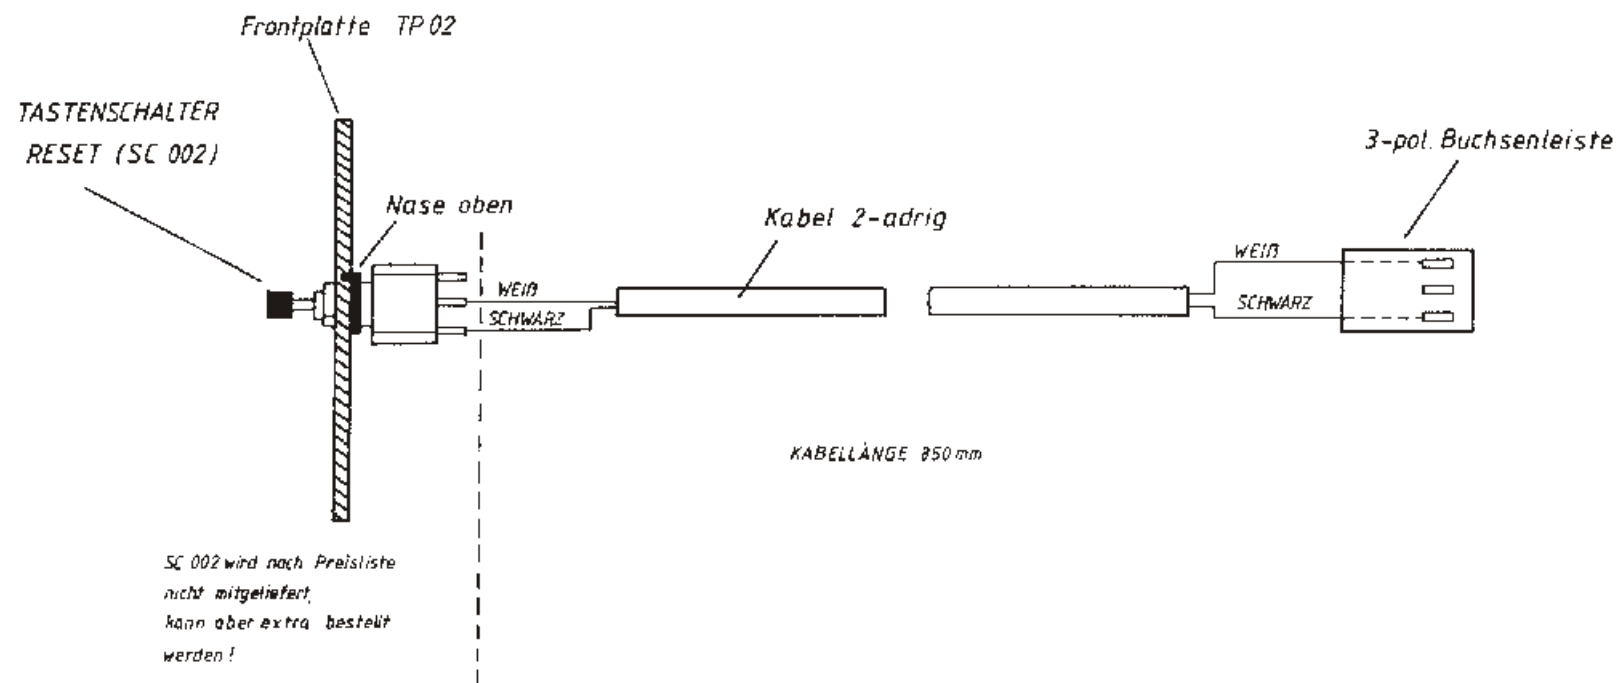 Frontplatte TP 02
TASTENSCHALTER
RESET (SC 002)
3-pol. Buchsenleiste
Nase oben
Kabel 2-adrig
WEIß
WEIß
SCHWARZ
SCHWARZ
KABELLÄNGE 850 mm
SC 002 wird nach Preisliste
nicht mitgeliefert,
kann aber extra bestellt
werden!